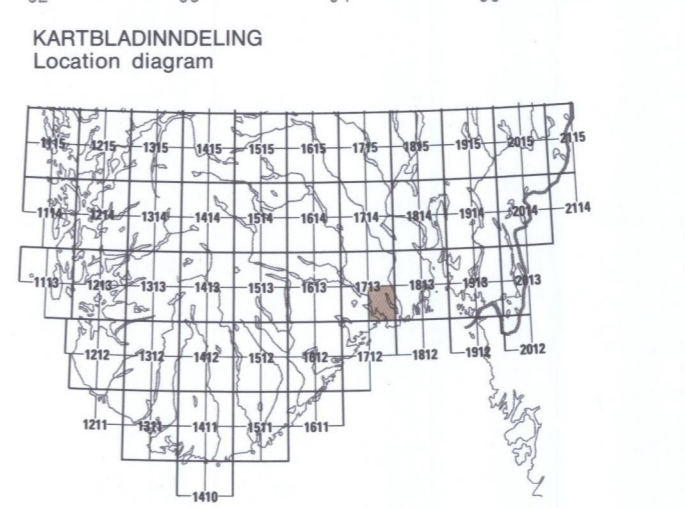 KARTBLADINNDELING
Location diagram
1115 1215 1315 1415 1515 1615 1715 1815 1915 2015 2115
1114 1214 1314 1414 1514 1614 1714 1814 1914 2014 2114
1113 1213 1313 1413 1513 1613 1713 1813 1913 2013
1212 1312 1412 1512 1612 1712 1812 1912 2012
1211 1311 1411 1511 1611
1410